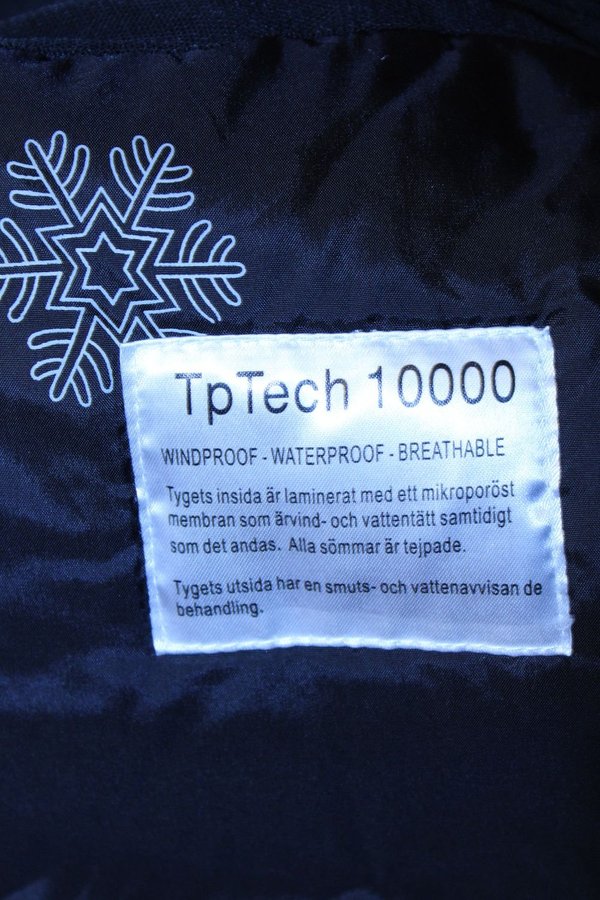 TpTech 10000
WINDPROOF - WATERPROOF - BREATHABLE
Tygets insida är laminerat med ett mikroporöst
membran som ärvind- och vattentätt samtidigt
som det andas. Alla sömmar är tejpade.
Tygets utsida har en smuts- och vattenavvisan de
behandling.